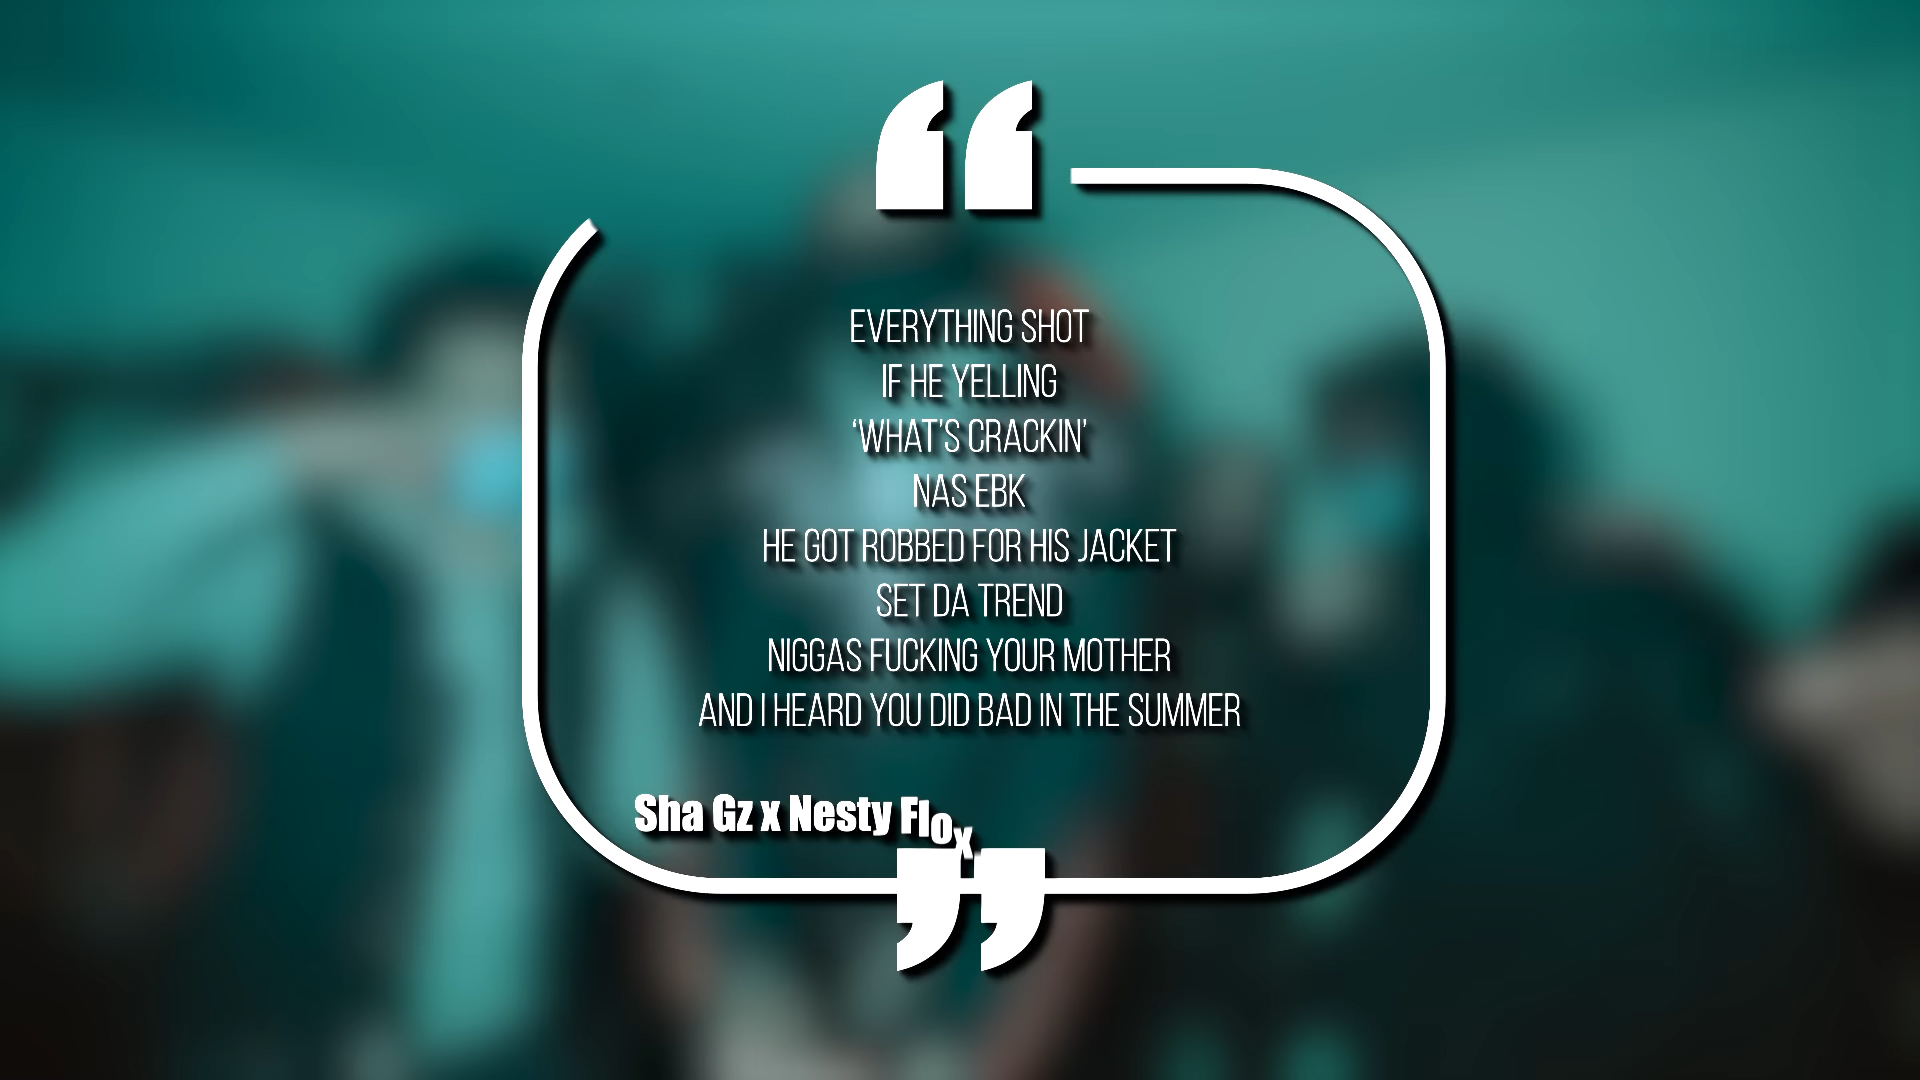 EVERYTHING SHOT
IF HE YELLING
‘WHAT’S CRACKIN’
NAS EBK
HE GOT ROBBED FOR HIS JACKET
SET DA TREND
NIGGAS FUCKING YOUR MOTHER
AND I HEARD YOU DID BAD IN THE SUMMER
Sha Gz x Nesty Flox